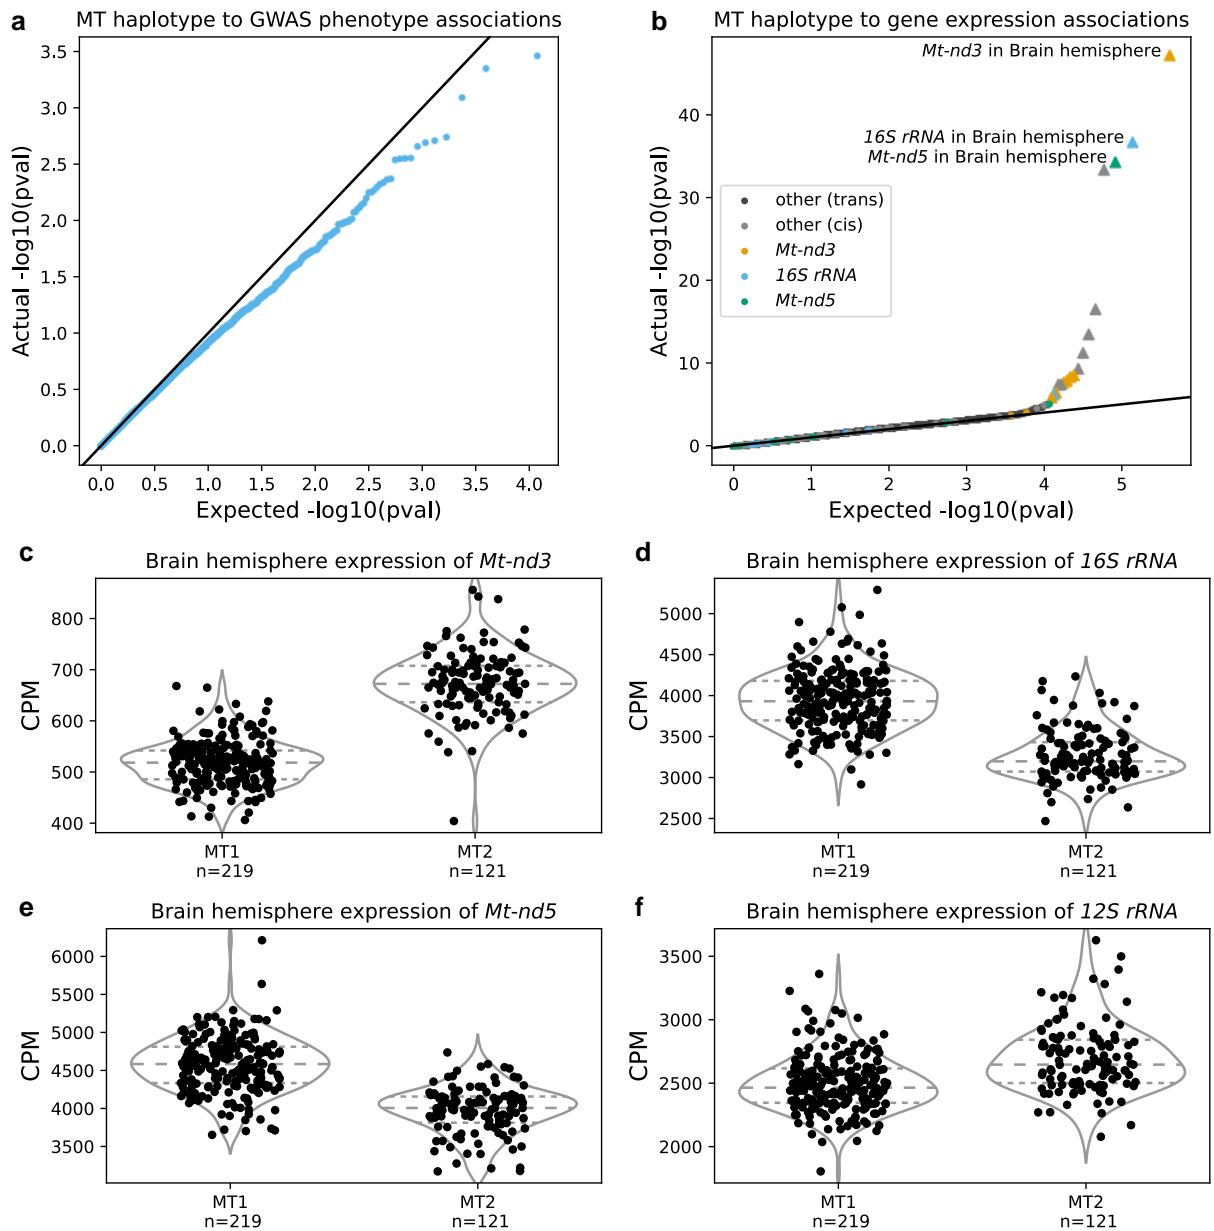 a
MT haplotype to GWAS phenotype associations
Actual -log10(pval)
3.5
3.0
2.5
2.0
1.5
1.0
0.5
0.0
0.0 0.5 1.0 1.5 2.0 2.5 3.0 3.5 4.0
Expected -log10(pval)
b
MT haplotype to gene expression associations
Actual -log10(pval)
40
30
20
10
0
Mt-nd3 in Brain hemisphere
16S rRNA in Brain hemisphere
Mt-nd5 in Brain hemisphere
other (trans)
other (cis)
Mt-nd3
16S rRNA
Mt-nd5
0 1 2 3 4 5
Expected -log10(pval)
c
Brain hemisphere expression of Mt-nd3
CPM
800
700
600
500
400
MT1 MT2
n=219 n=121
d
Brain hemisphere expression of 16S rRNA
CPM
5000
4500
4000
3500
3000
2500
MT1 MT2
n=219 n=121
e
Brain hemisphere expression of Mt-nd5
CPM
6000
5500
5000
4500
4000
3500
MT1 MT2
n=219 n=121
f
Brain hemisphere expression of 12S rRNA
CPM
3500
3000
2500
2000
MT1 MT2
n=219 n=121